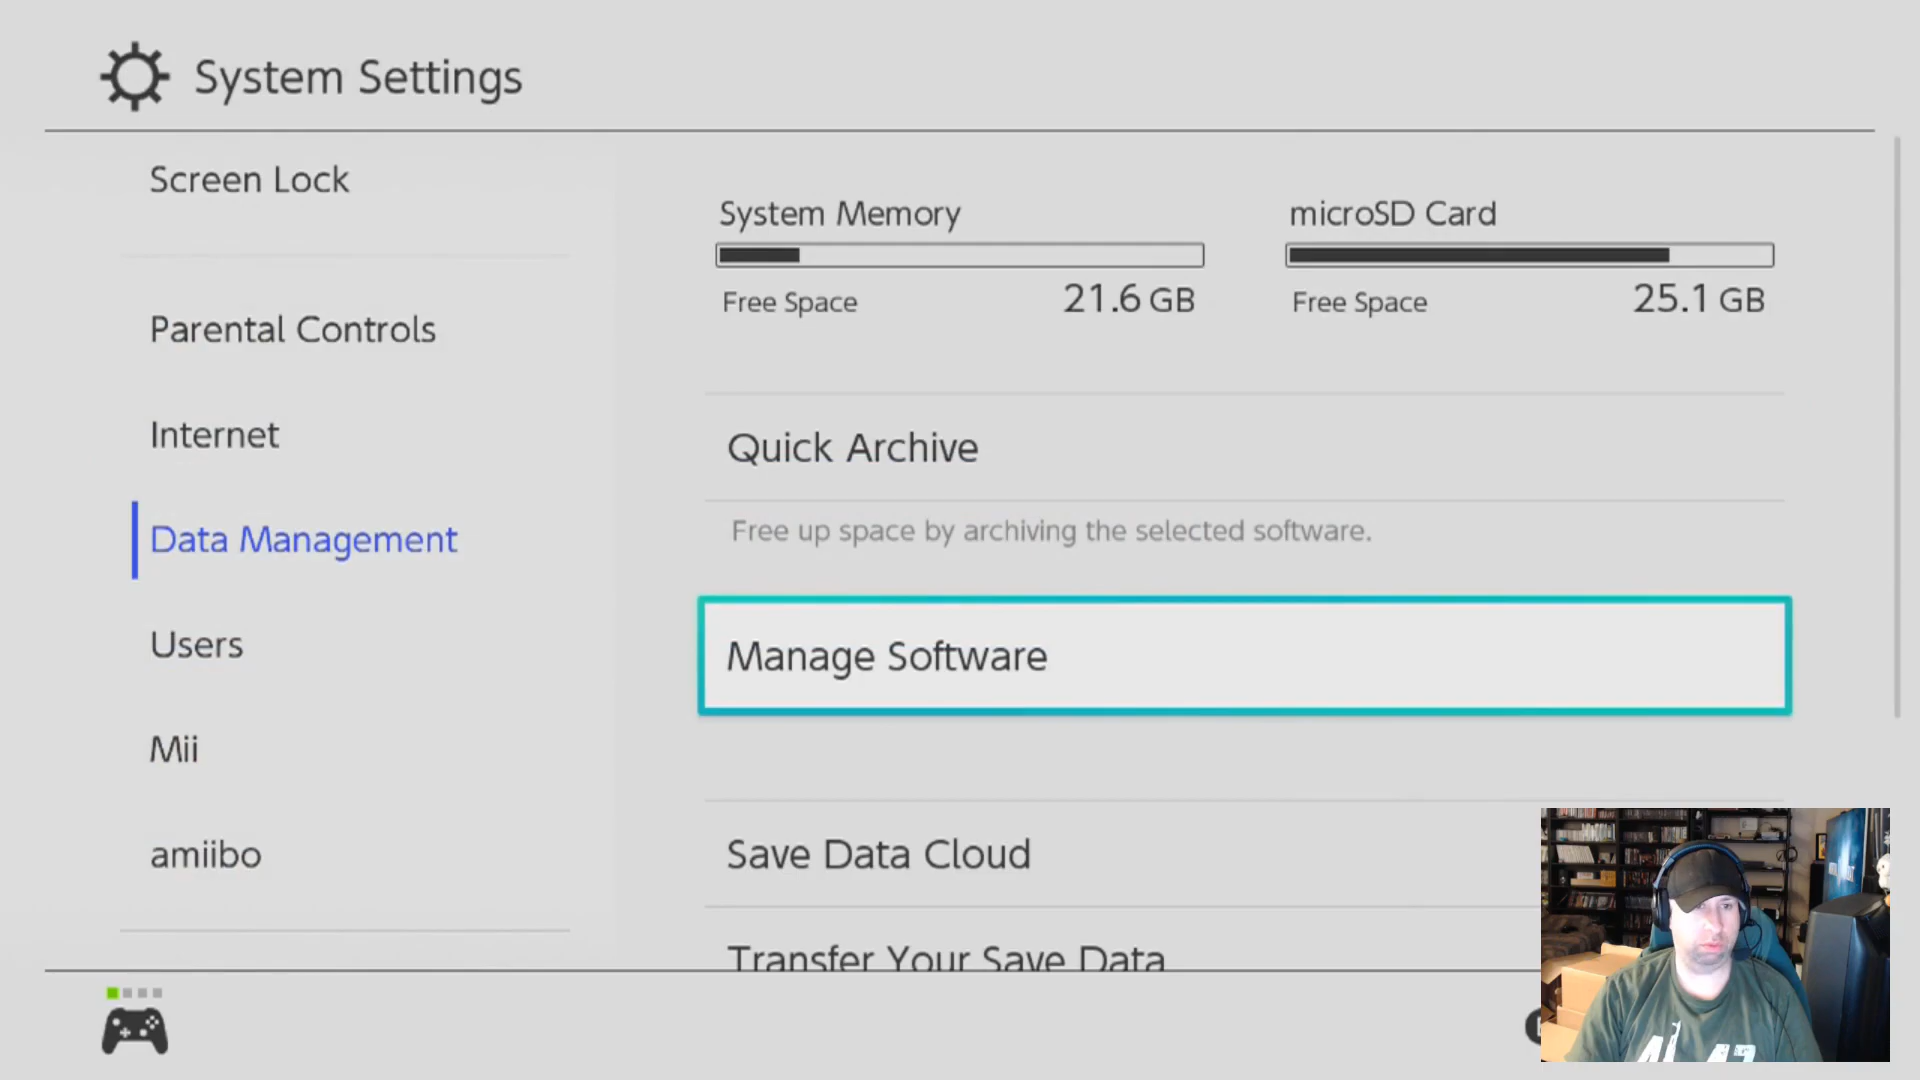 System Settings
Screen Lock
Parental Controls
Internet
Data Management
Users
Mii
amiibo
System Memory
Free Space 21.6 GB
microSD Card
Free Space 25.1 GB
Quick Archive
Free up space by archiving the selected software.
Manage Software
Save Data Cloud
Transfer Your Save Data